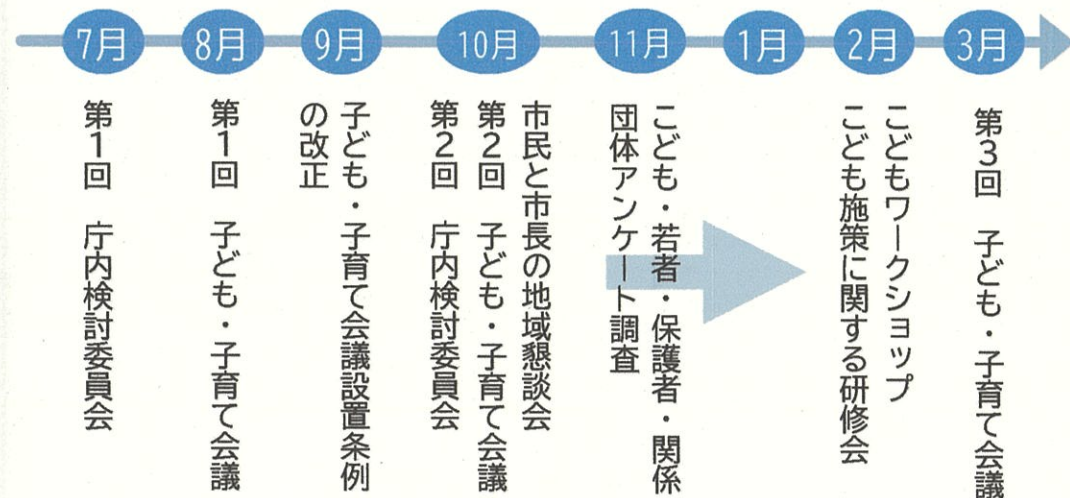 7月
8月
9月
10月
11月
1月
2月
3月
第1回　庁内検討委員会
第1回　子ども・子育て会議
子ども・子育て会議設置条例
の改正
市民と市長の地域懇談会
第2回　子ども・子育て会議
第2回　庁内検討委員会
こども・若者・保護者・関係
団体アンケート調査
こどもワークショップ
こども施策に関する研修会
第3回　子ども・子育て会議